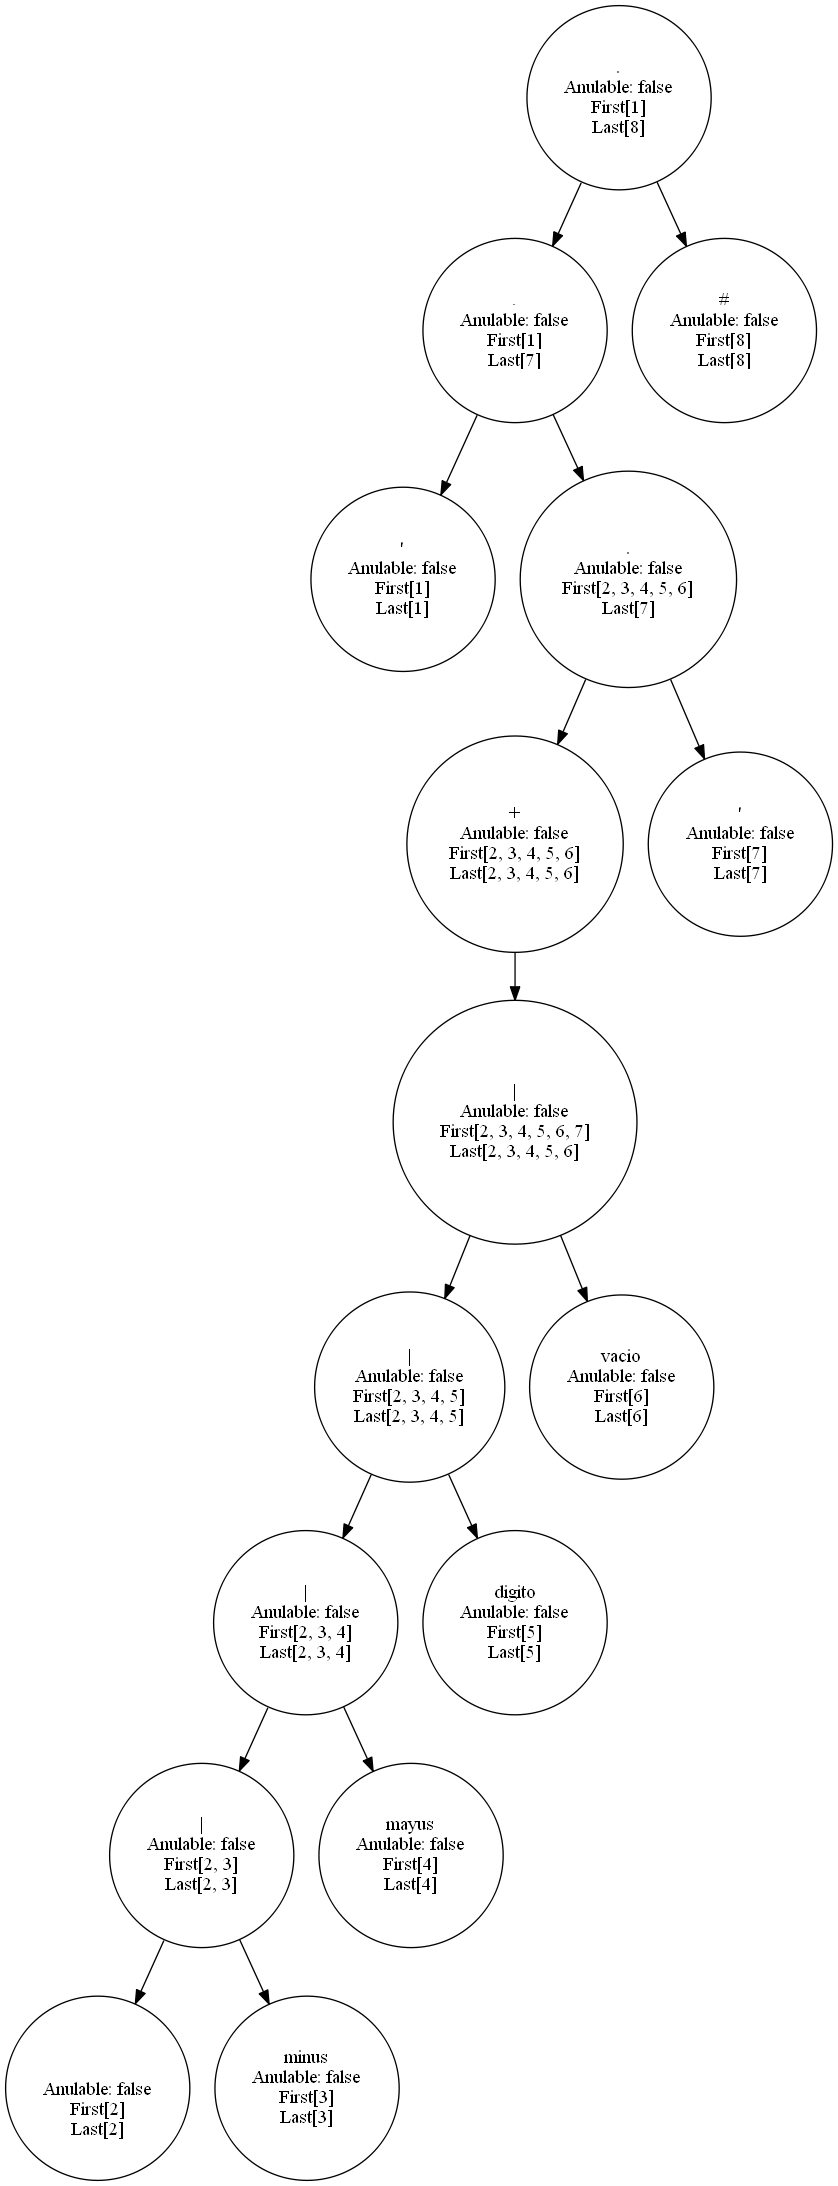 .
Anulable: false
First[1]
Last[8]
.
Anulable: false
First[1]
Last[7]
#
Anulable: false
First[8]
Last[8]
'
Anulable: false
First[1]
Last[1]
.
Anulable: false
First[2, 3, 4, 5, 6]
Last[7]
+
Anulable: false
First[2, 3, 4, 5, 6]
Last[2, 3, 4, 5, 6]
'
Anulable: false
First[7]
Last[7]
|
Anulable: false
First[2, 3, 4, 5, 6, 7]
Last[2, 3, 4, 5, 6]
|
Anulable: false
First[2, 3, 4, 5]
Last[2, 3, 4, 5]
vacio
Anulable: false
First[6]
Last[6]
|
Anulable: false
First[2, 3, 4]
Last[2, 3, 4]
digito
Anulable: false
First[5]
Last[5]
|
Anulable: false
First[2, 3]
Last[2, 3]
mayus
Anulable: false
First[4]
Last[4]
Anulable: false
First[2]
Last[2]
minus
Anulable: false
First[3]
Last[3]